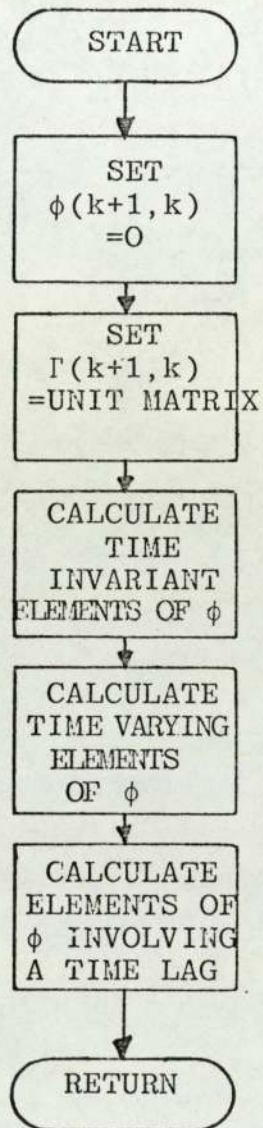 START
SET
ϕ(k+1,k)
=O
SET
Γ(k+1,k)
=UNIT MATRIX
CALCULATE
TIME
INVARIANT
ELEMENTS OF ϕ
CALCULATE
TIME VARYING
ELEMENTS
OF ϕ
CALCULATE
ELEMENTS OF
ϕ INVOLVING
A TIME LAG
RETURN